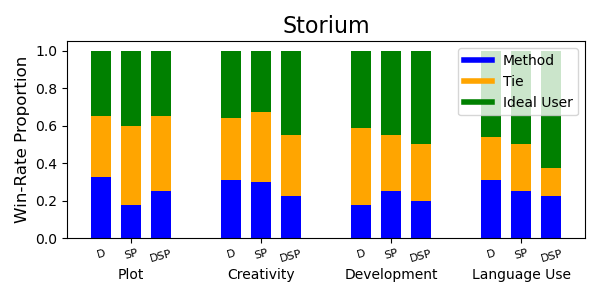 Storium
Win-Rate Proportion
1.0
0.8
0.6
0.4
0.2
0.0
Method
Tie
Ideal User
D SP DSP D SP DSP D SP DSP D SP DSP
Plot Creativity Development Language Use